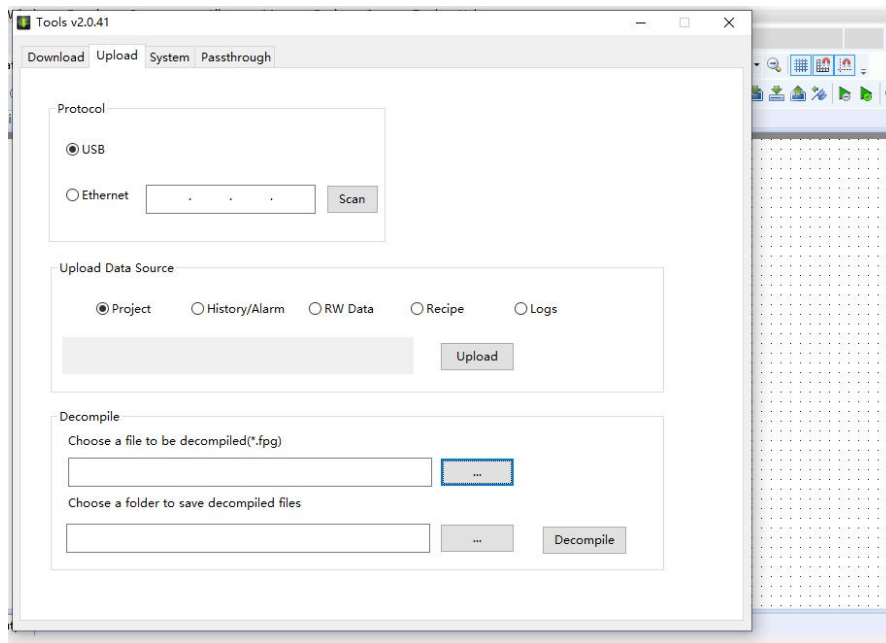 Tools v2.0.41
Download Upload System Passthrough
Protocol
USB
Ethernet . . . Scan
Upload Data Source
Project History/Alarm RW Data Recipe Logs
Upload
Decompile
Choose a file to be decompiled(*.fpg)
...
Choose a folder to save decompiled files
... Decompile